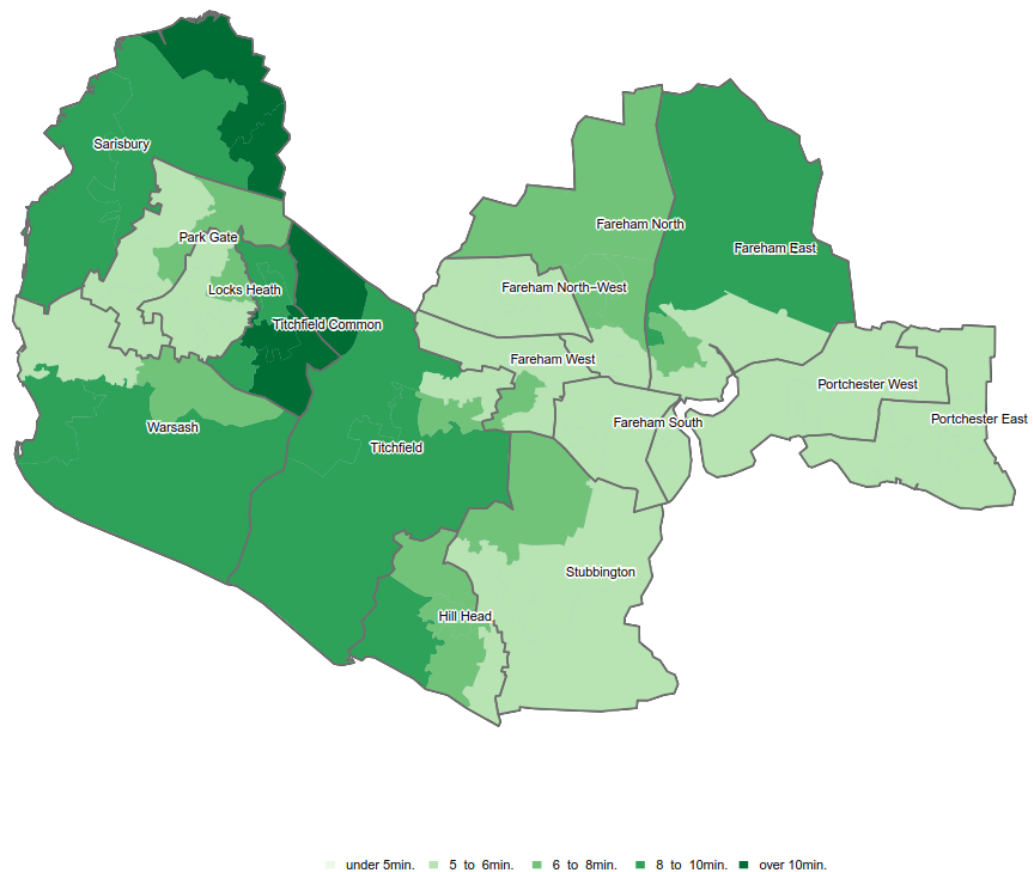 Sarisbury
Fareham North
Park Gate
Fareham East
Fareham North-West
Locks Heath
Titchfield Common
Fareham West
Portchester West
Portchester East
Fareham South
Warsash
Titchfield
Stubbington
Hill Head
under 5min. 5 to 6min. 6 to 8min. 8 to 10min. over 10min.